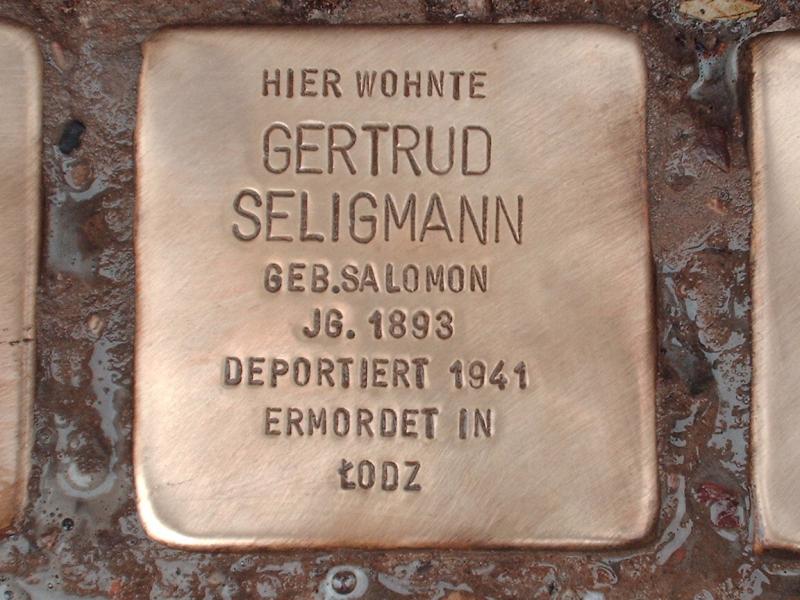 HIER WOHNTE
GERTRUD
SELIGMANN
GEB.SALOMON
JG. 1893
DEPORTIERT 1941
ERMORDET IN
ŁODZ